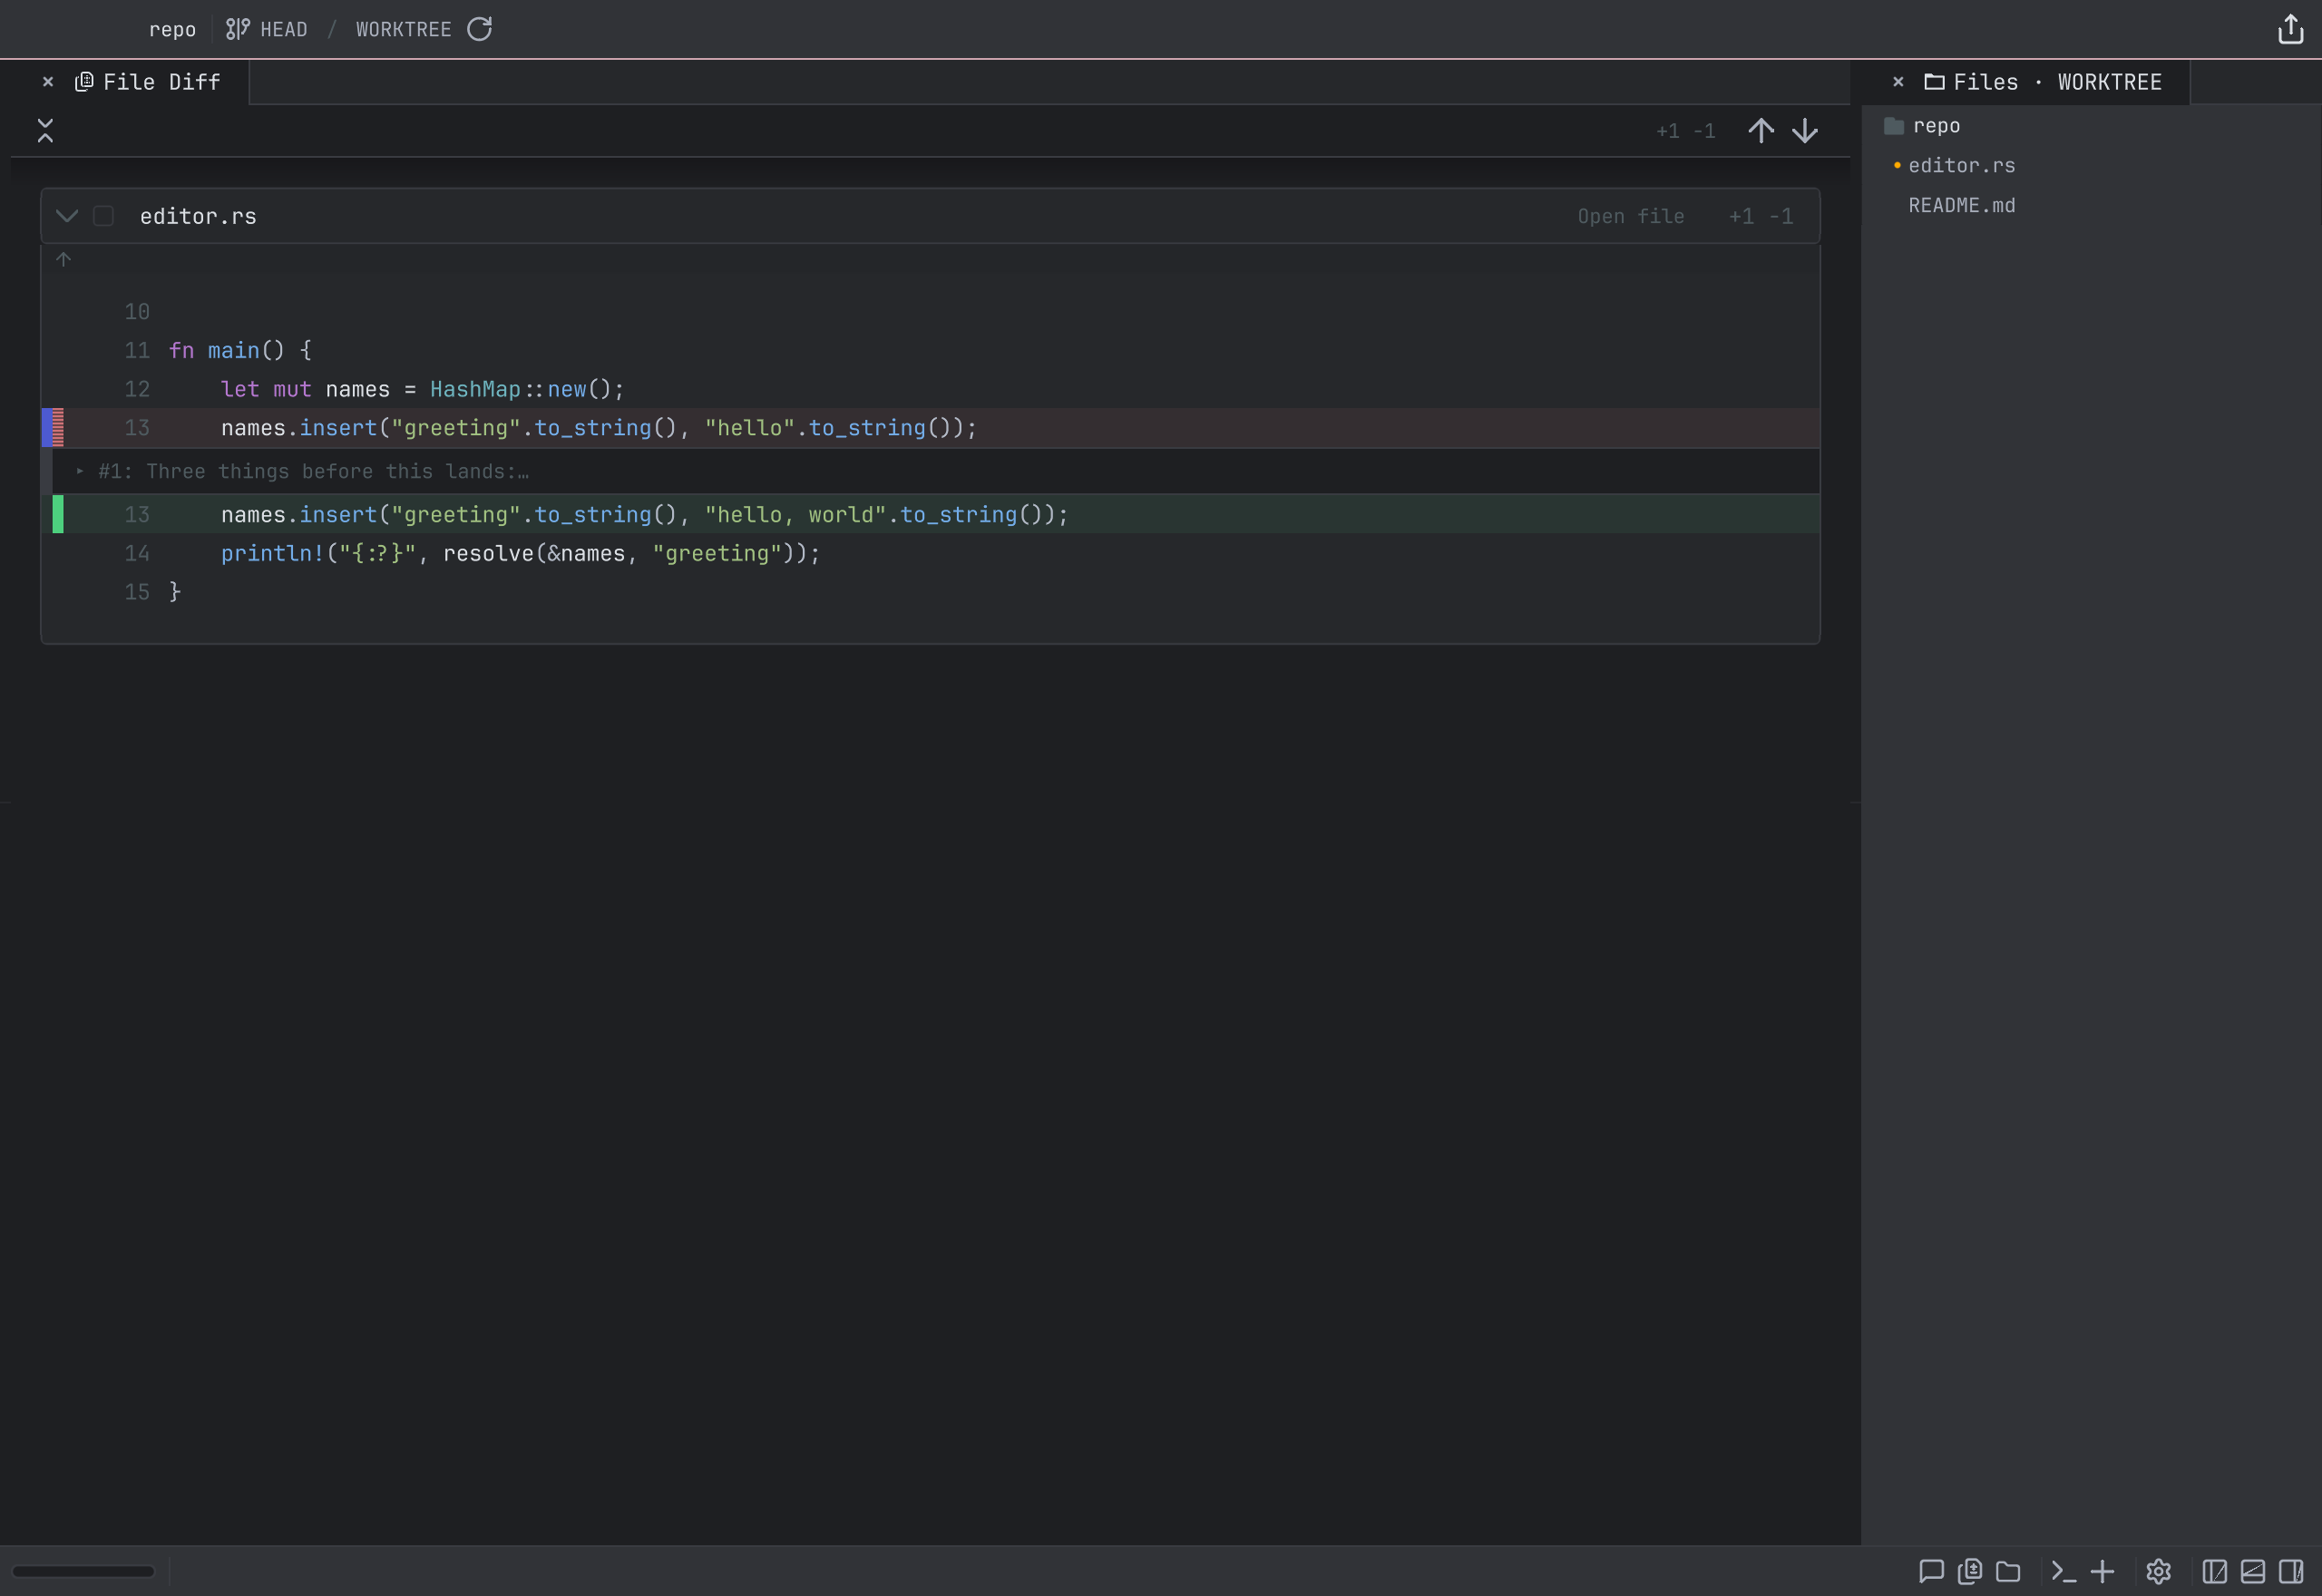 repo HEAD / WORKTREE
File Diff
Files · WORKTREE
+1 -1
repo
editor.rs
README.md
editor.rs Open file +1 -1
10
11 fn main() {
12     let mut names = HashMap::new();
13     names.insert("greeting".to_string(), "hello".to_string());
#1: Three things before this lands:…
13     names.insert("greeting".to_string(), "hello, world".to_string());
14     println!("{:?}", resolve(&names, "greeting"));
15 }